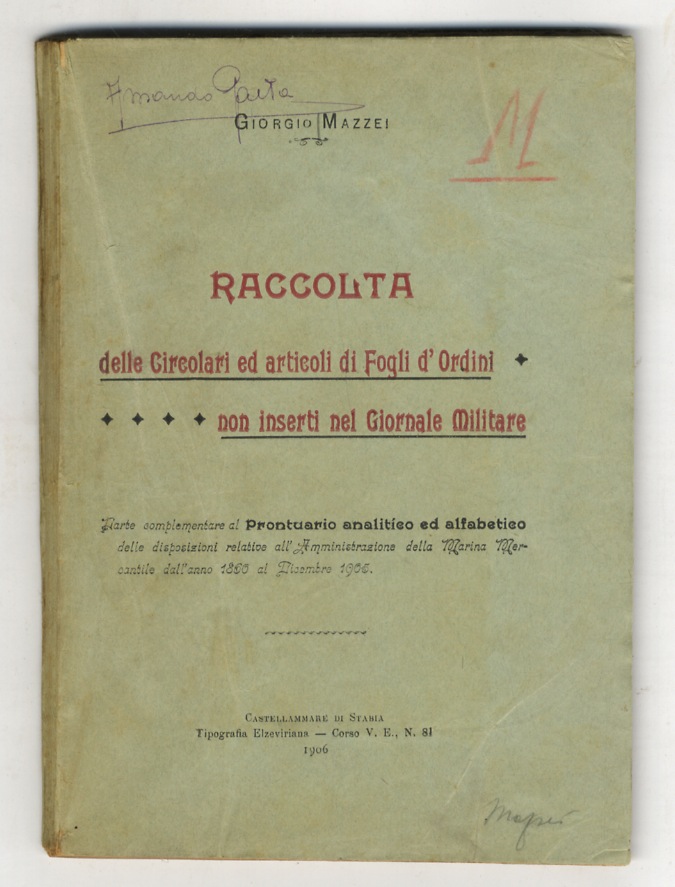 GIORGIO MAZZEI
11
RACCOLTA
delle Circolari ed articoli di Fogli d'Ordini
non inserti nel Giornale Militare
Parte complementare al Prontuario analitico ed alfabetico
delle disposizioni relative all'Amministrazione della Marina Mer-
cantile dall'anno al Dicembre 1905.
CASTELLAMMARE DI STABIA
Tipografia Elzeviriana — Corso V. E., N. 81
1906